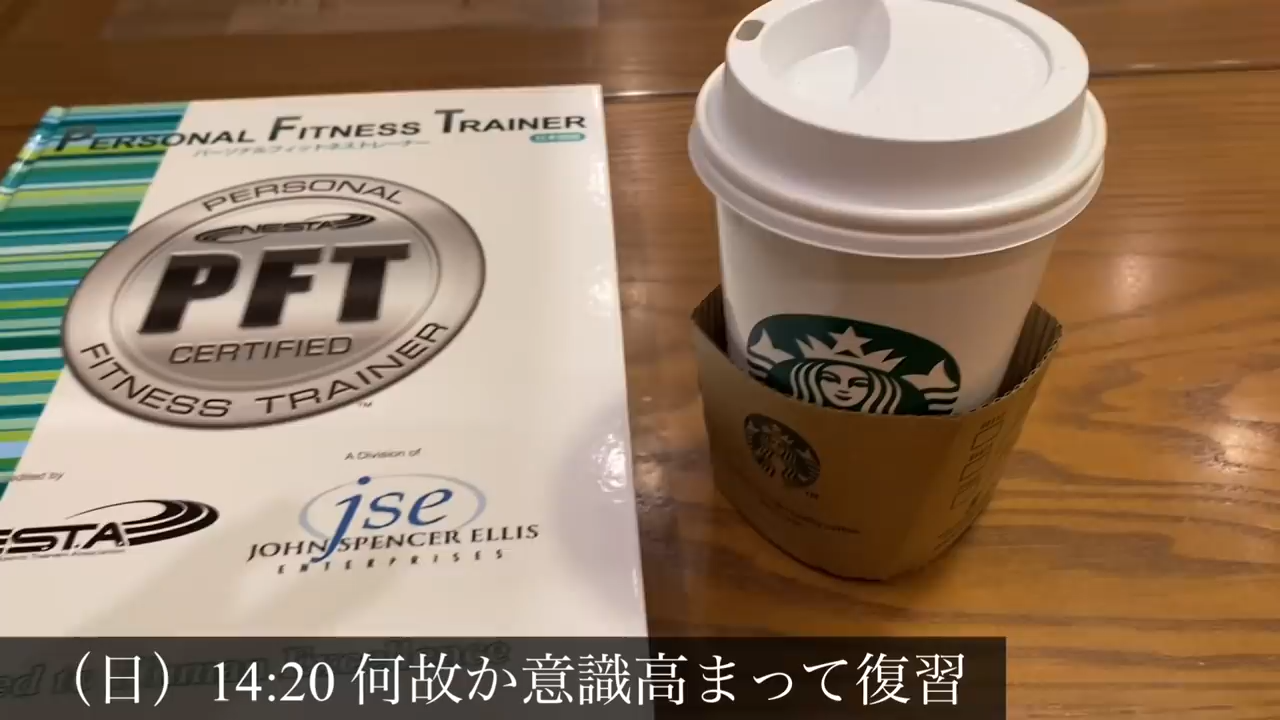 PERSONAL FITNESS TRAINER
パーソナルフィットネストレーナー
PERSONAL
NESTA
PFT
CERTIFIED
FITNESS TRAINER
TM
A Division of
jse
JOHN SPENCER ELLIS
ENTERPRISES
（日）14:20 何故か意識高まって復習